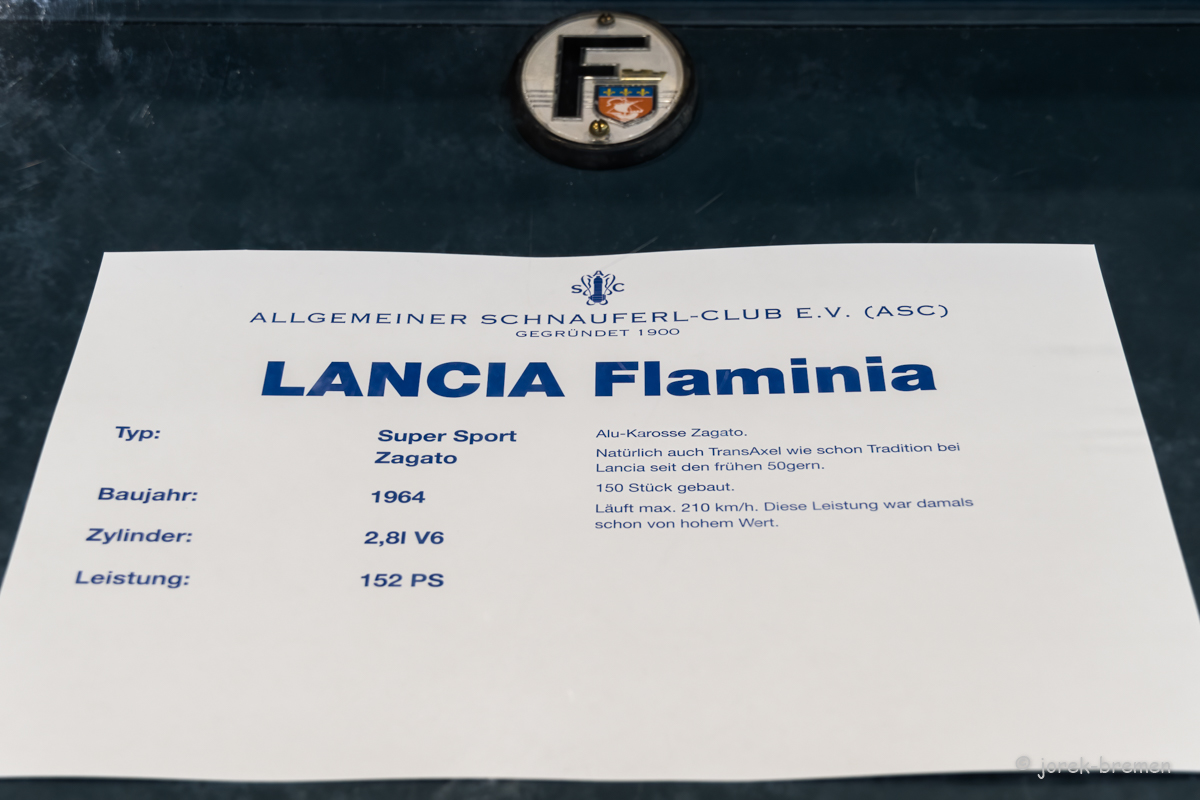 F
ASC
ALLGEMEINER SCHNAUFERL-CLUB E.V. (ASC)
GEGRÜNDET 1900
LANCIA Flaminia
Typ: Super Sport
Zagato
Baujahr: 1964
Zylinder: 2,8l V6
Leistung: 152 PS
Alu-Karosse Zagato.
Natürlich auch TransAxel wie schon Tradition bei
Lancia seit den frühen 50gern.
150 Stück gebaut.
Läuft max. 210 km/h. Diese Leistung war damals
schon von hohem Wert.
© jorek-bremen